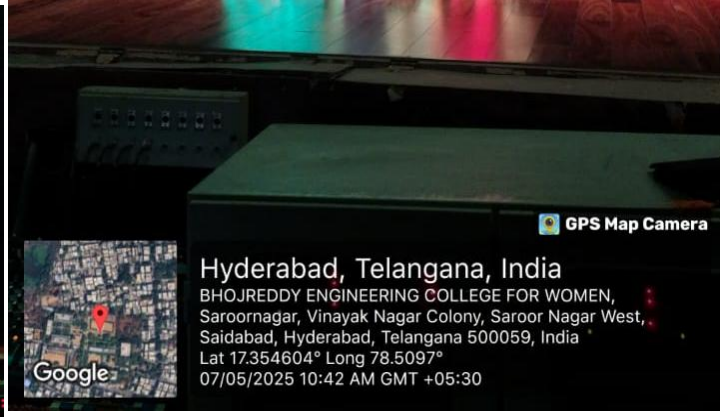 GPS Map Camera
Hyderabad, Telangana, India
BHOJREDDY ENGINEERING COLLEGE FOR WOMEN,
Saroornagar, Vinayak Nagar Colony, Saroor Nagar West,
Saidabad, Hyderabad, Telangana 500059, India
Lat 17.354604° Long 78.5097°
07/05/2025 10:42 AM GMT +05:30
Google